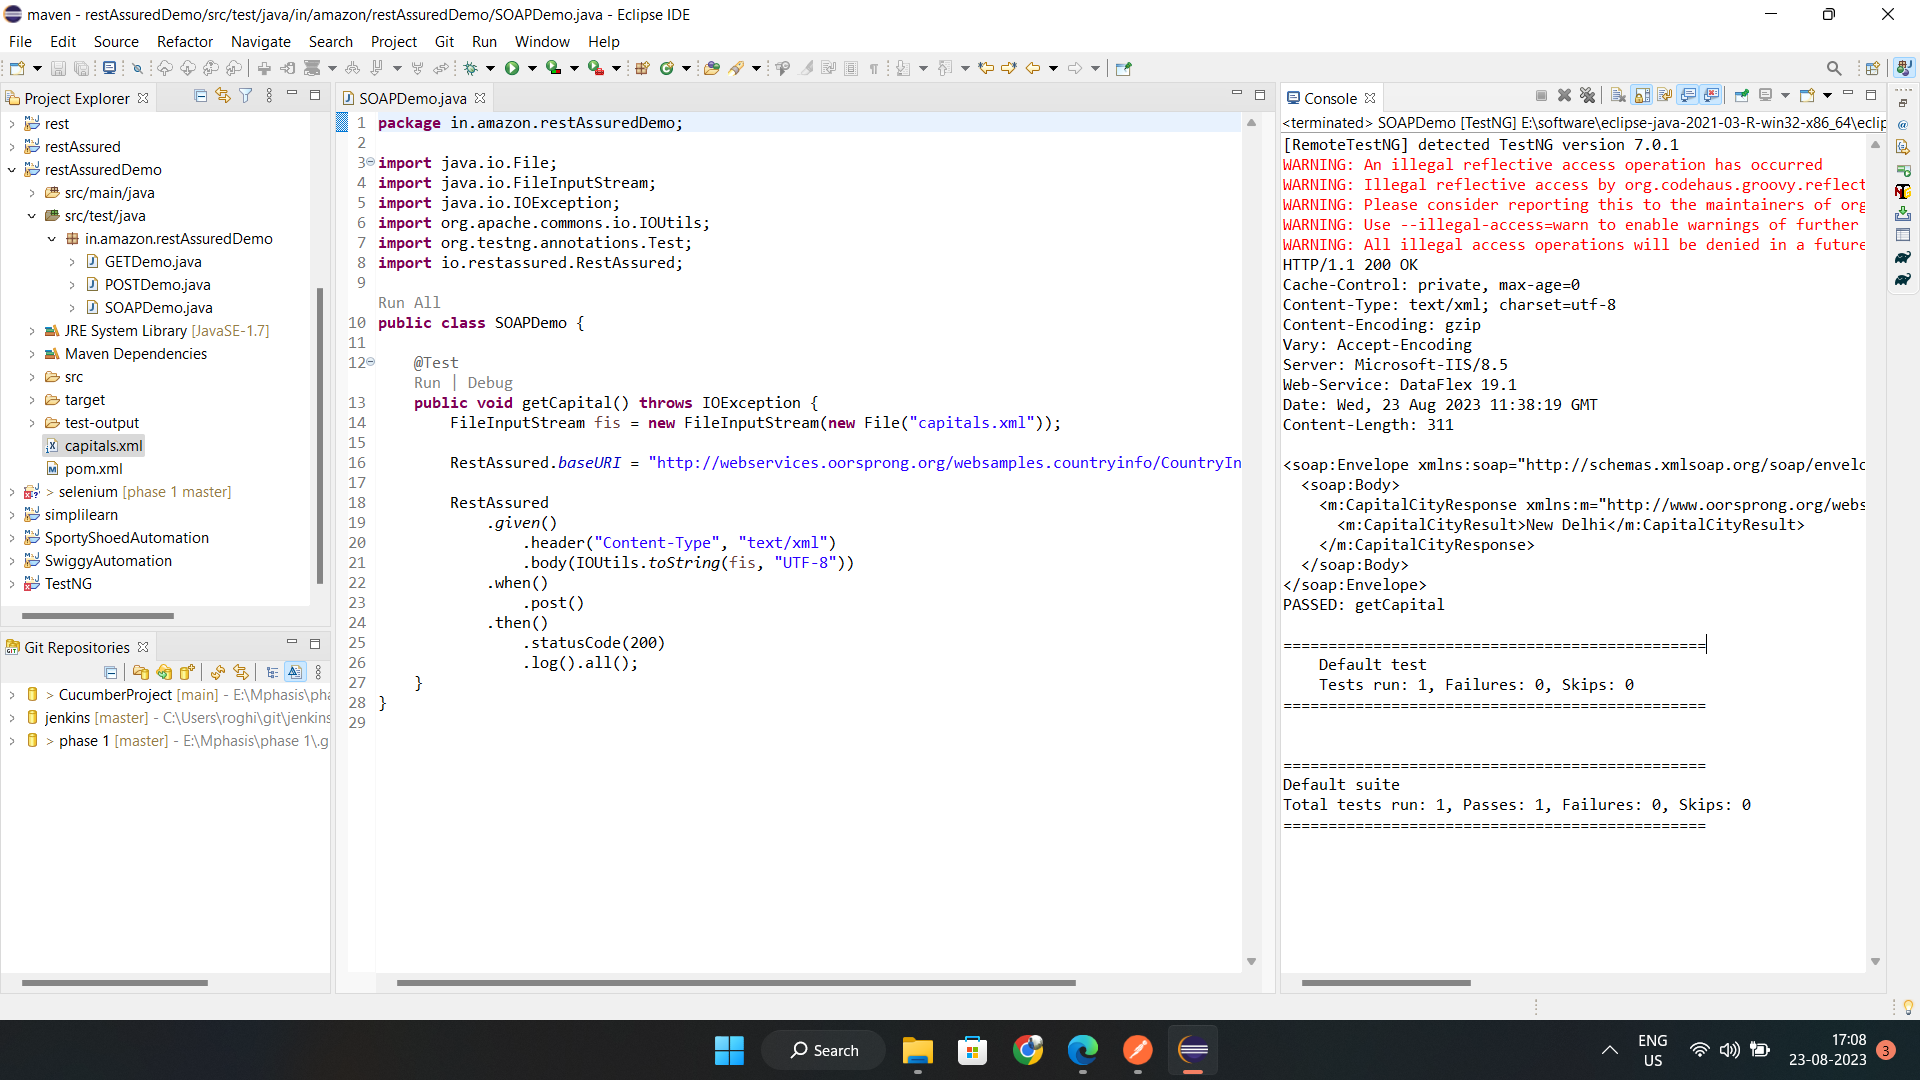 maven - restAssuredDemo/src/test/java/in/amazon/restAssuredDemo/SOAPDemo.java - Eclipse IDE
File Edit Source Refactor Navigate Search Project Git Run Window Help
Project Explorer
rest
restAssured
restAssuredDemo
src/main/java
src/test/java
in.amazon.restAssuredDemo
GETDemo.java
POSTDemo.java
SOAPDemo.java
JRE System Library [JavaSE-1.7]
Maven Dependencies
src
target
test-output
capitals.xml
pom.xml
> selenium [phase 1 master]
simplilearn
SportyShoedAutomation
SwiggyAutomation
TestNG
Git Repositories
> CucumberProject [main] - E:\Mphasis\pha
jenkins [master] - C:\Users\roghi\git\jenkins
> phase 1 [master] - E:\Mphasis\phase 1\.g
SOAPDemo.java
1 package in.amazon.restAssuredDemo;
2
3 import java.io.File;
4 import java.io.FileInputStream;
5 import java.io.IOException;
6 import org.apache.commons.io.IOUtils;
7 import org.testng.annotations.Test;
8 import io.restassured.RestAssured;
9
Run All
10 public class SOAPDemo {
11
12 @Test
Run | Debug
13 public void getCapital() throws IOException {
14 FileInputStream fis = new FileInputStream(new File("capitals.xml"));
15
16 RestAssured.baseURI = "http://webservices.oorsprong.org/websamples.countryinfo/CountryIn
17
18 RestAssured
19 .given()
20 .header("Content-Type", "text/xml")
21 .body(IOUtils.toString(fis, "UTF-8"))
22 .when()
23 .post()
24 .then()
25 .statusCode(200)
26 .log().all();
27 }
28 }
29
Console
<terminated> SOAPDemo [TestNG] E:\software\eclipse-java-2021-03-R-win32-x86_64\eclip
[RemoteTestNG] detected TestNG version 7.0.1
WARNING: An illegal reflective access operation has occurred
WARNING: Illegal reflective access by org.codehaus.groovy.reflect
WARNING: Please consider reporting this to the maintainers of org
WARNING: Use --illegal-access=warn to enable warnings of further
WARNING: All illegal access operations will be denied in a future
HTTP/1.1 200 OK
Cache-Control: private, max-age=0
Content-Type: text/xml; charset=utf-8
Content-Encoding: gzip
Vary: Accept-Encoding
Server: Microsoft-IIS/8.5
Web-Service: DataFlex 19.1
Date: Wed, 23 Aug 2023 11:38:19 GMT
Content-Length: 311
<soap:Envelope xmlns:soap="http://schemas.xmlsoap.org/soap/envelo
<soap:Body>
<m:CapitalCityResponse xmlns:m="http://www.oorsprong.org/webs
<m:CapitalCityResult>New Delhi</m:CapitalCityResult>
</m:CapitalCityResponse>
</soap:Body>
</soap:Envelope>
PASSED: getCapital
===============================================
Default test
Tests run: 1, Failures: 0, Skips: 0
===============================================
===============================================
Default suite
Total tests run: 1, Passes: 1, Failures: 0, Skips: 0
===============================================
Search
ENG
US
17:08
23-08-2023
3